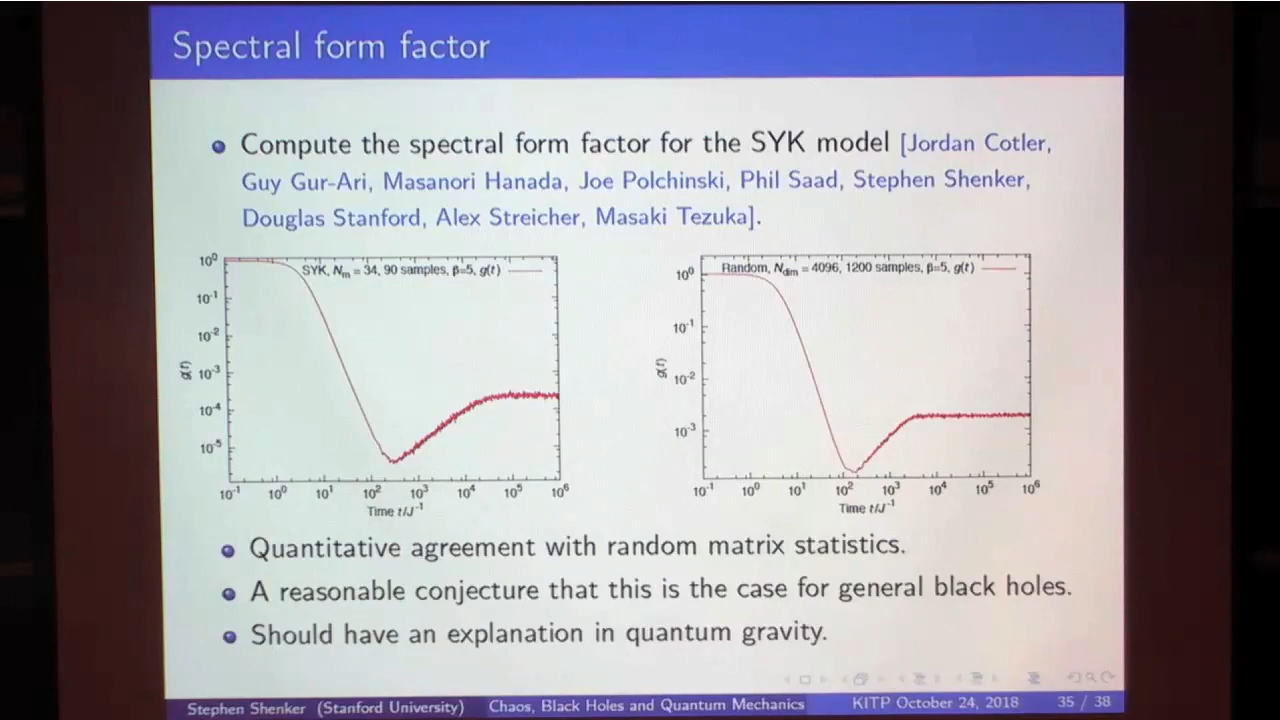 Spectral form factor
Compute the spectral form factor for the SYK model [Jordan Cotler,
Guy Gur-Ari, Masanori Hanada, Joe Polchinski, Phil Saad, Stephen Shenker,
Douglas Stanford, Alex Streicher, Masaki Tezuka].
SYK, Nm = 34, 90 samples, β=5, g(t)
10^0
10^-1
10^-2
10^-3
10^-4
10^-5
g(t)
10^-1 10^0 10^1 10^2 10^3 10^4 10^5 10^6
Time t/J^-1
Random, Ndim = 4096, 1200 samples, β=5, g(t)
10^0
10^-1
10^-2
10^-3
g(t)
10^-1 10^0 10^1 10^2 10^3 10^4 10^5 10^6
Time t/J^-1
Quantitative agreement with random matrix statistics.
A reasonable conjecture that this is the case for general black holes.
Should have an explanation in quantum gravity.
Stephen Shenker (Stanford University) Chaos, Black Holes and Quantum Mechanics KITP October 24, 2018 35 / 38